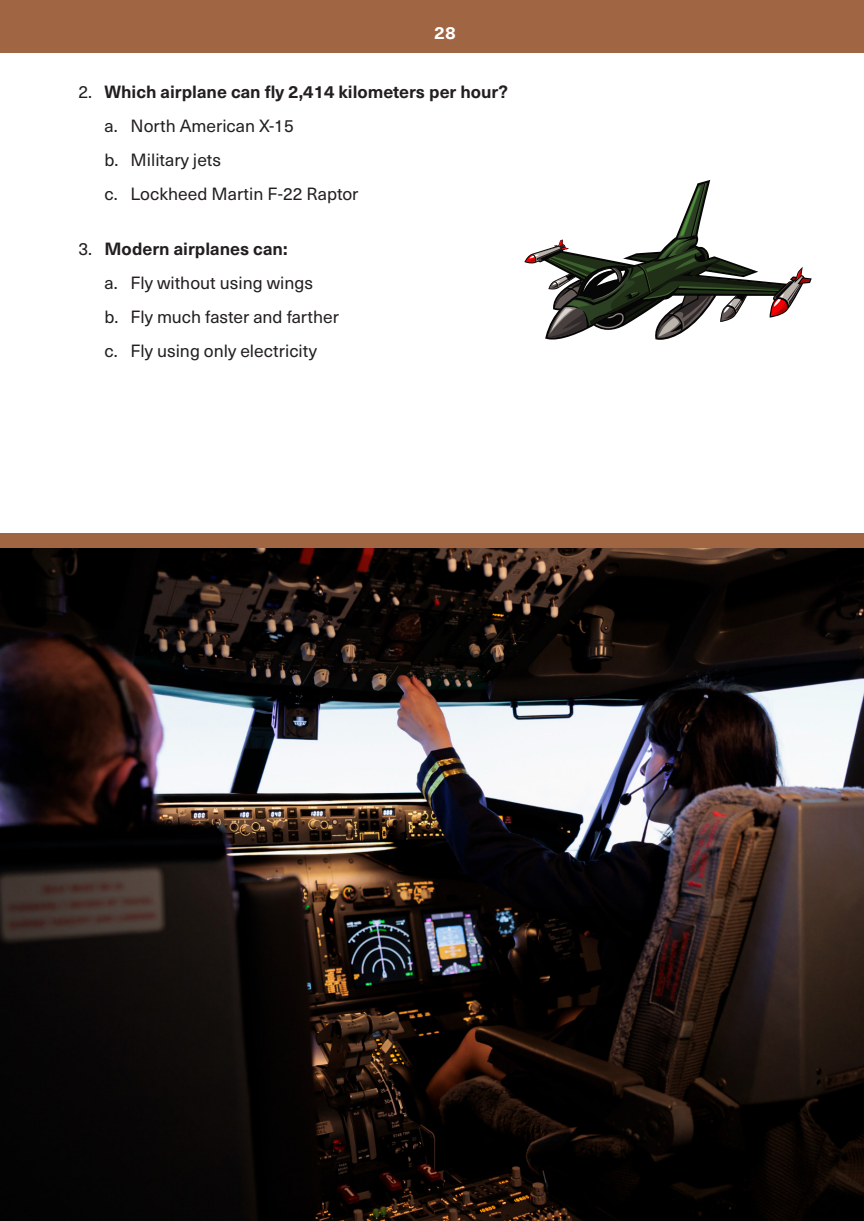 28
2. Which airplane can fly 2,414 kilometers per hour?
a. North American X-15
b. Military jets
c. Lockheed Martin F-22 Raptor
3. Modern airplanes can:
a. Fly without using wings
b. Fly much faster and farther
c. Fly using only electricity